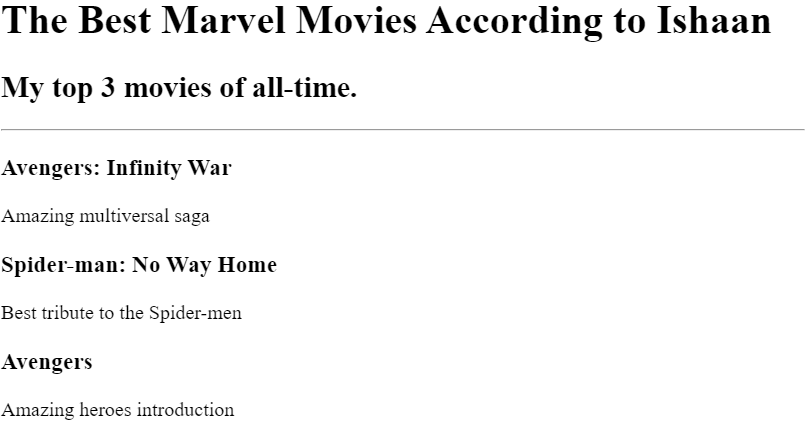 The Best Marvel Movies According to Ishaan
My top 3 movies of all-time.
Avengers: Infinity War
Amazing multiversal saga
Spider-man: No Way Home
Best tribute to the Spider-men
Avengers
Amazing heroes introduction